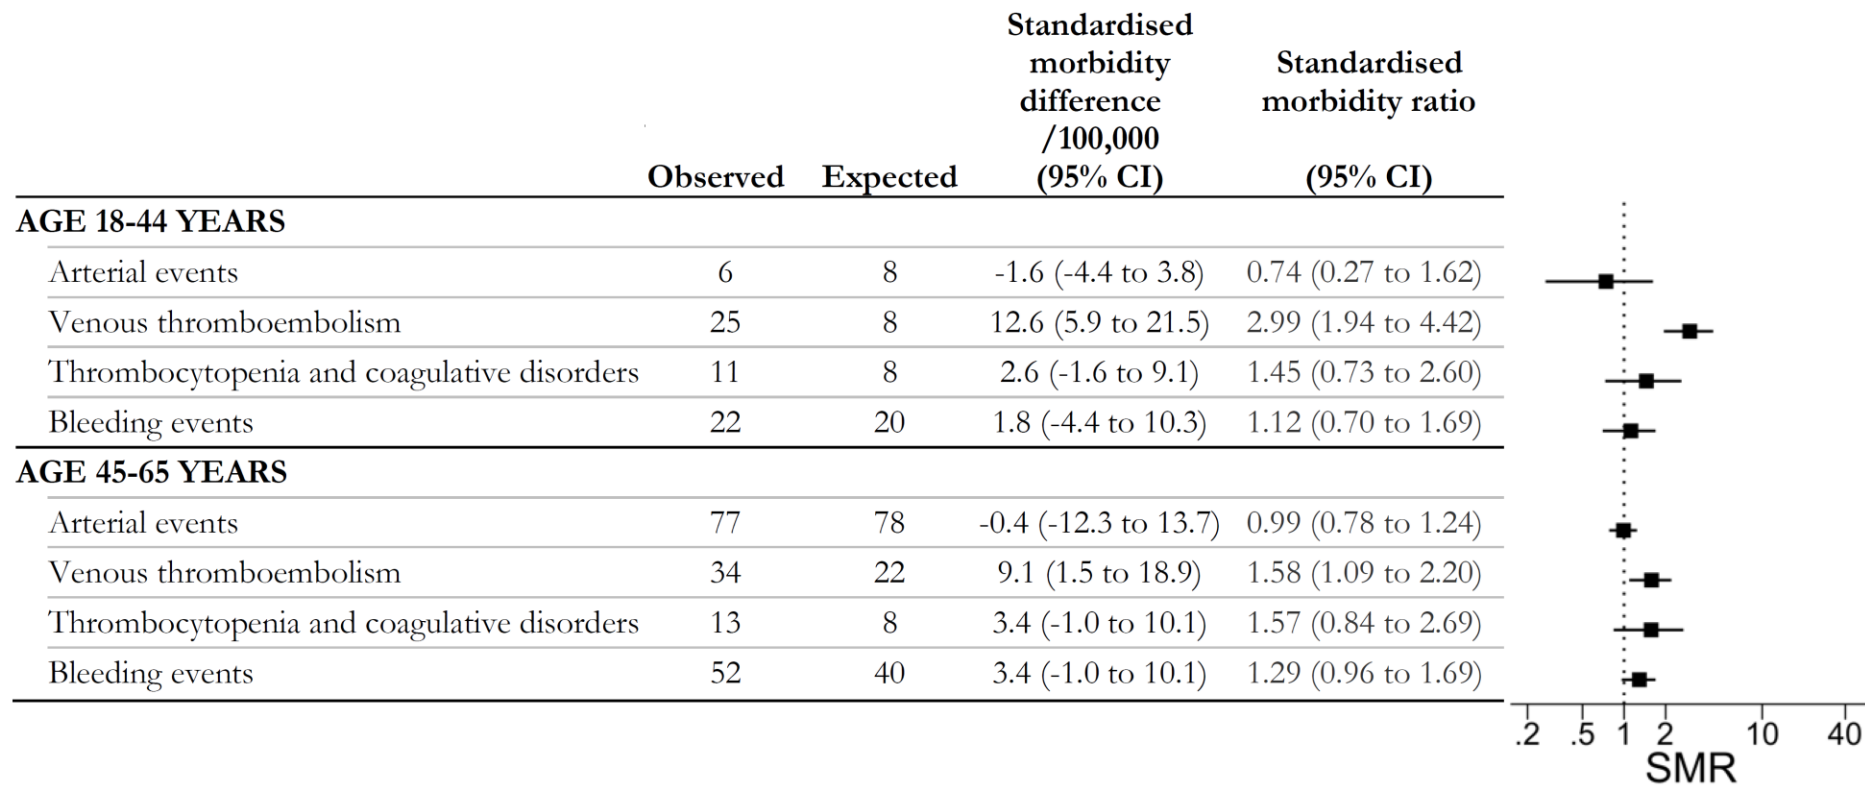 Standardised
morbidity
difference
/100,000
(95% CI)
Standardised
morbidity ratio
(95% CI)
Observed Expected
AGE 18-44 YEARS
Arterial events 6 8 -1.6 (-4.4 to 3.8) 0.74 (0.27 to 1.62)
Venous thromboembolism 25 8 12.6 (5.9 to 21.5) 2.99 (1.94 to 4.42)
Thrombocytopenia and coagulative disorders 11 8 2.6 (-1.6 to 9.1) 1.45 (0.73 to 2.60)
Bleeding events 22 20 1.8 (-4.4 to 10.3) 1.12 (0.70 to 1.69)
AGE 45-65 YEARS
Arterial events 77 78 -0.4 (-12.3 to 13.7) 0.99 (0.78 to 1.24)
Venous thromboembolism 34 22 9.1 (1.5 to 18.9) 1.58 (1.09 to 2.20)
Thrombocytopenia and coagulative disorders 13 8 3.4 (-1.0 to 10.1) 1.57 (0.84 to 2.69)
Bleeding events 52 40 3.4 (-1.0 to 10.1) 1.29 (0.96 to 1.69)
.2 .5 1 2 10 40
SMR